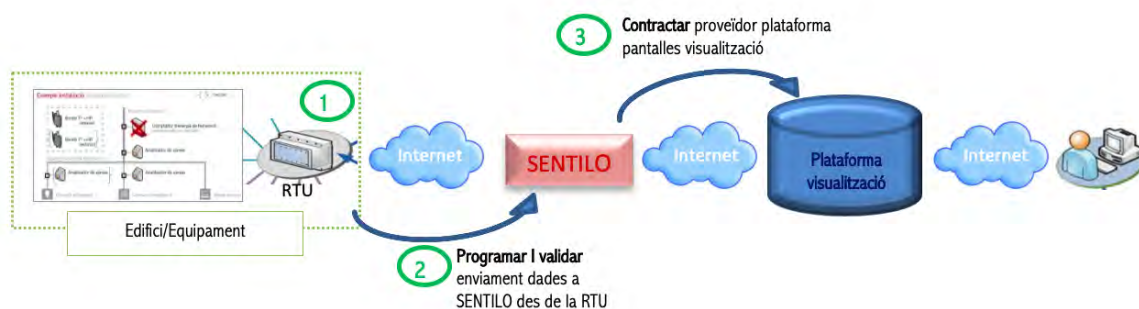 3
Contractar proveïdor plataforma
pantalles visualització
1
RTU
Internet
SENTILO
Internet
Plataforma
visualització
Internet
Edifici/Equipament
2
Programar I validar
enviament dades a
SENTILO des de la RTU